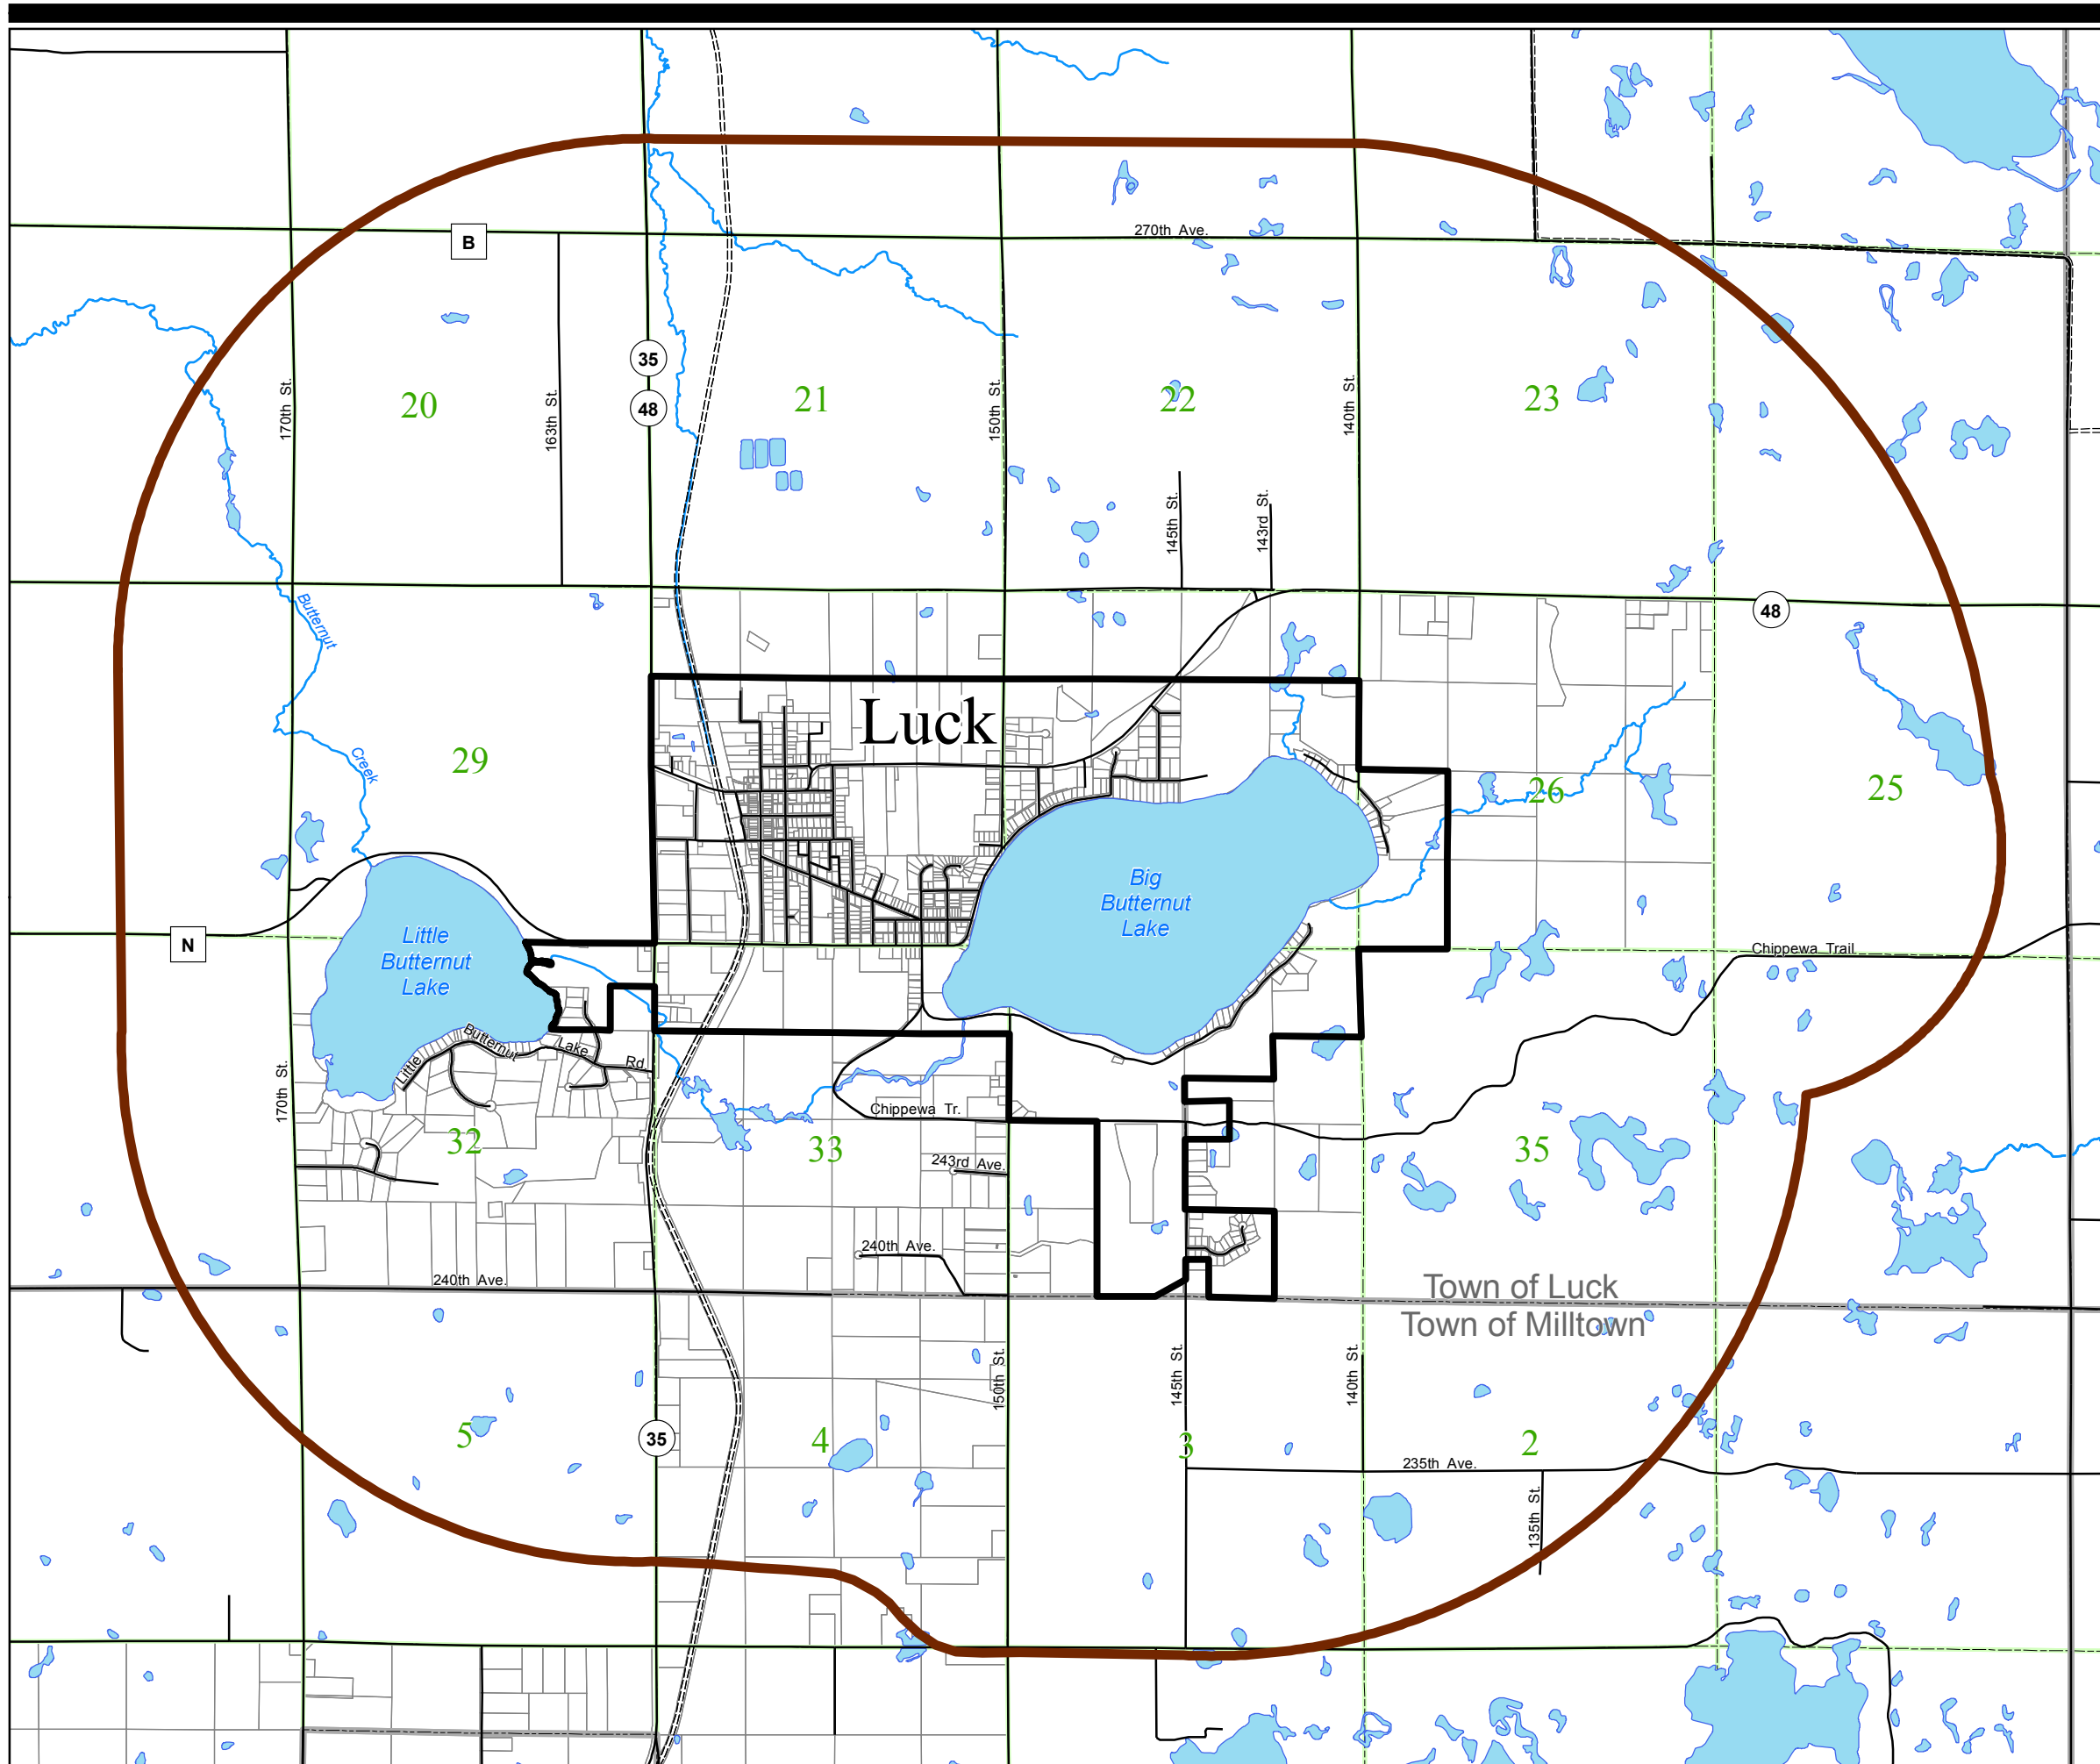 270th Ave.
B
35
48
20
21
22
23
170th St.
163th St.
150th St.
140th St.
145th St.
143rd St.
Butternut
Creek
48
Luck
29
26
25
Big
Butternut
Lake
N
Little
Butternut
Lake
Chippewa Trail
170th St.
Little
Butternut
Lake
Rd
Chippewa Tr.
32
33
35
243rd Ave.
240th Ave.
240th Ave.
Town of Luck
Town of Milltown
150th St.
145th St.
140th St.
5
35
4
3
2
235th Ave.
135th St.